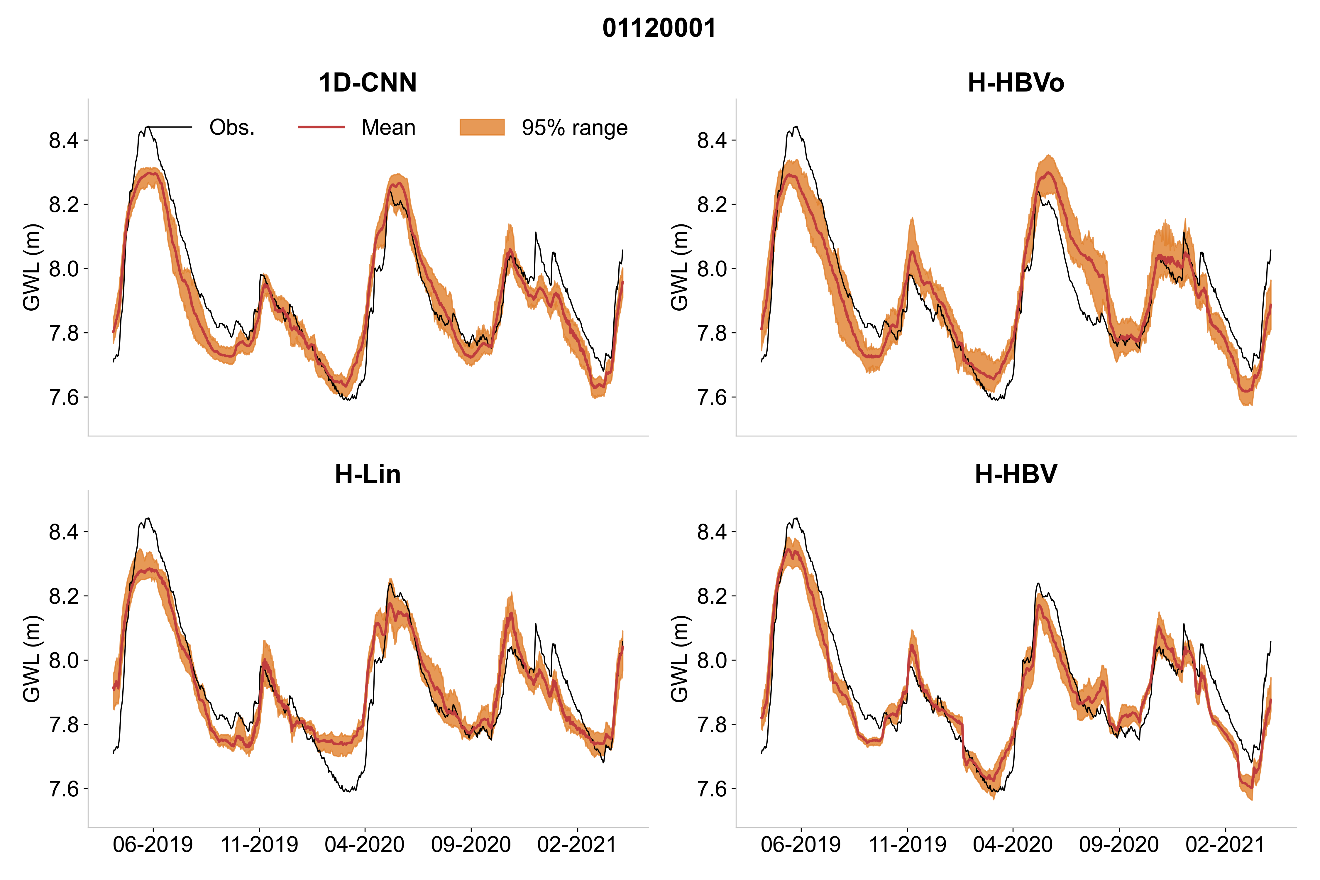 01120001
1D-CNN
H-HBVo
Obs.
Mean
95% range
GWL (m)
8.4
8.2
8.0
7.8
7.6
GWL (m)
8.4
8.2
8.0
7.8
7.6
H-Lin
H-HBV
GWL (m)
8.4
8.2
8.0
7.8
7.6
06-2019
11-2019
04-2020
09-2020
02-2021
GWL (m)
8.4
8.2
8.0
7.8
7.6
06-2019
11-2019
04-2020
09-2020
02-2021